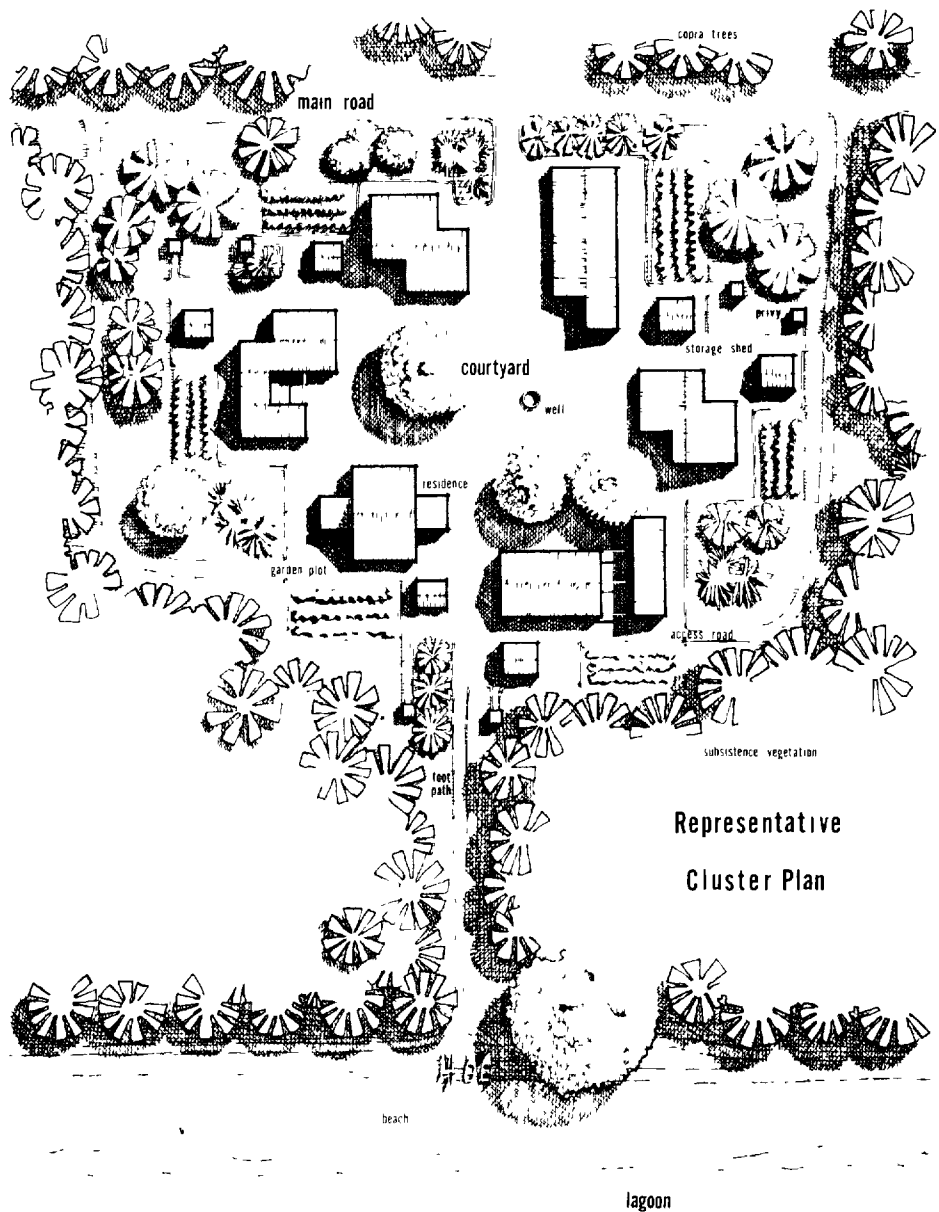 copra trees
main road
privy
storage shed
courtyard
well
residence
garden plot
access road
subsistence vegetation
foot
path
Representative
Cluster Plan
beach
lagoon